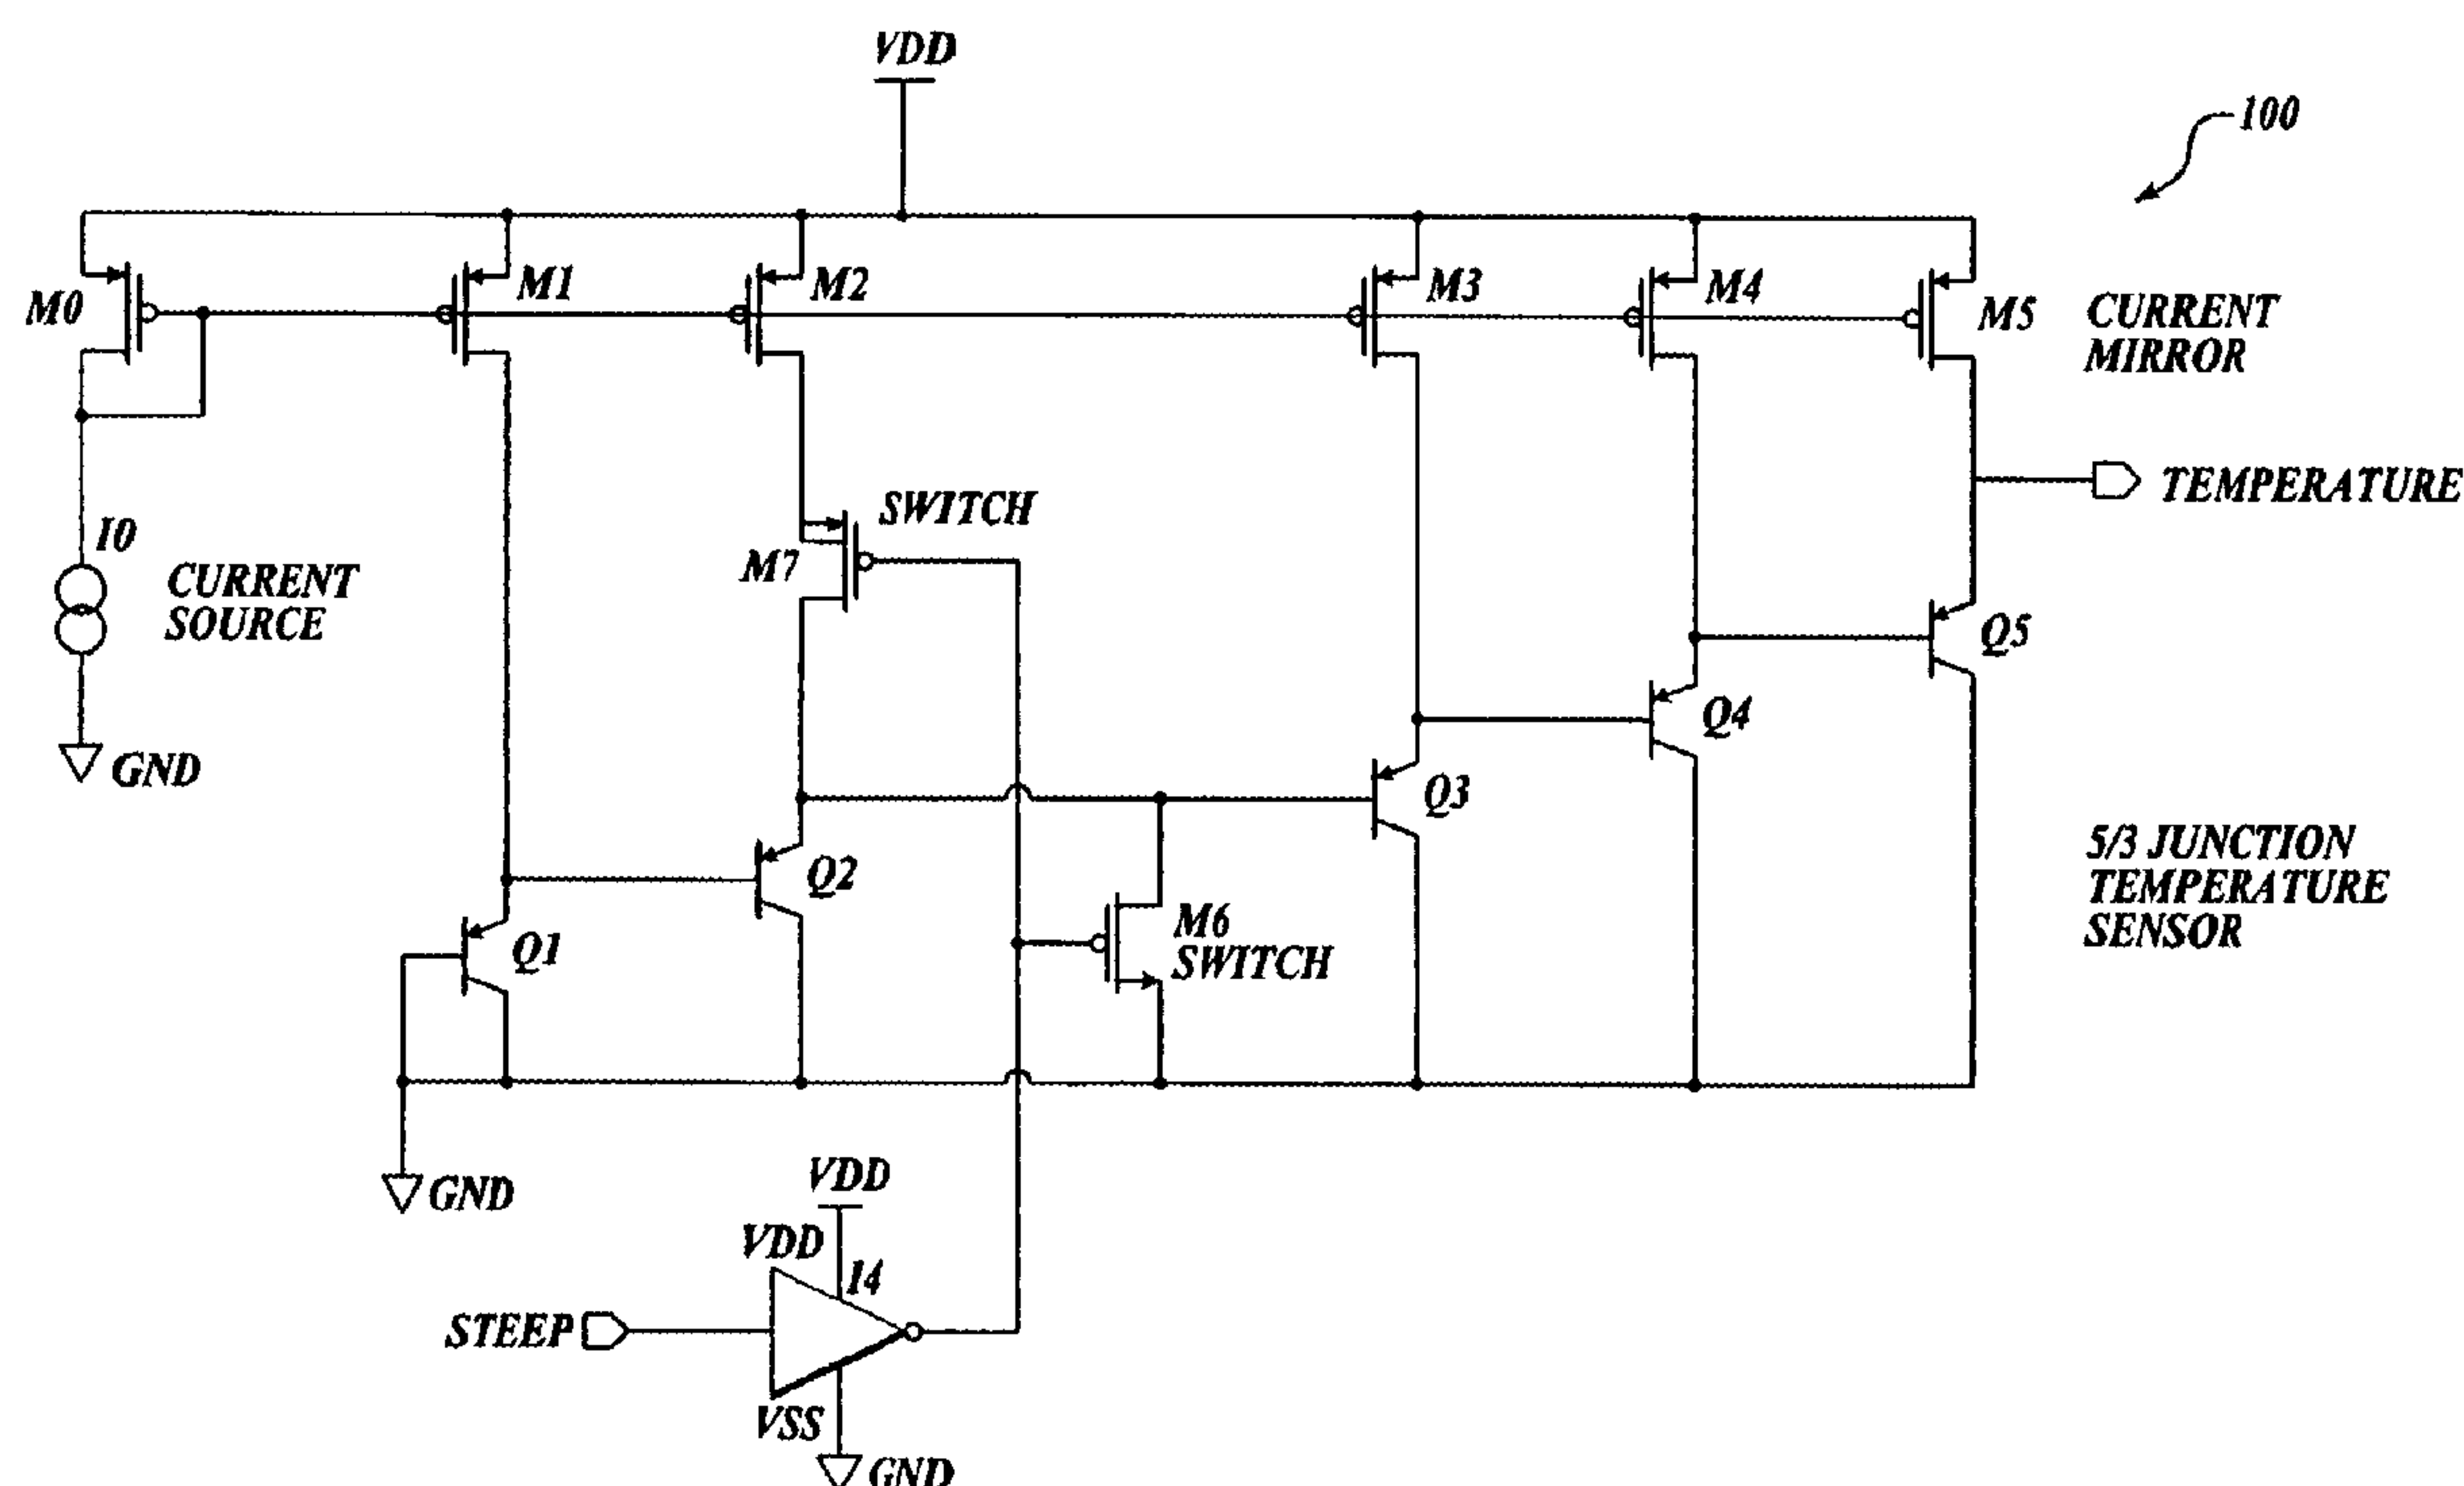 VDD
100
M0
M1
M2
M3
M4
M5
CURRENT
MIRROR
I0
CURRENT
SOURCE
GND
SWITCH
M7
TEMPERATURE
Q5
Q4
Q3
Q2
Q1
M6
SWITCH
5/3 JUNCTION
TEMPERATURE
SENSOR
GND
VDD
VDD
I4
STEEP
VSS
GND